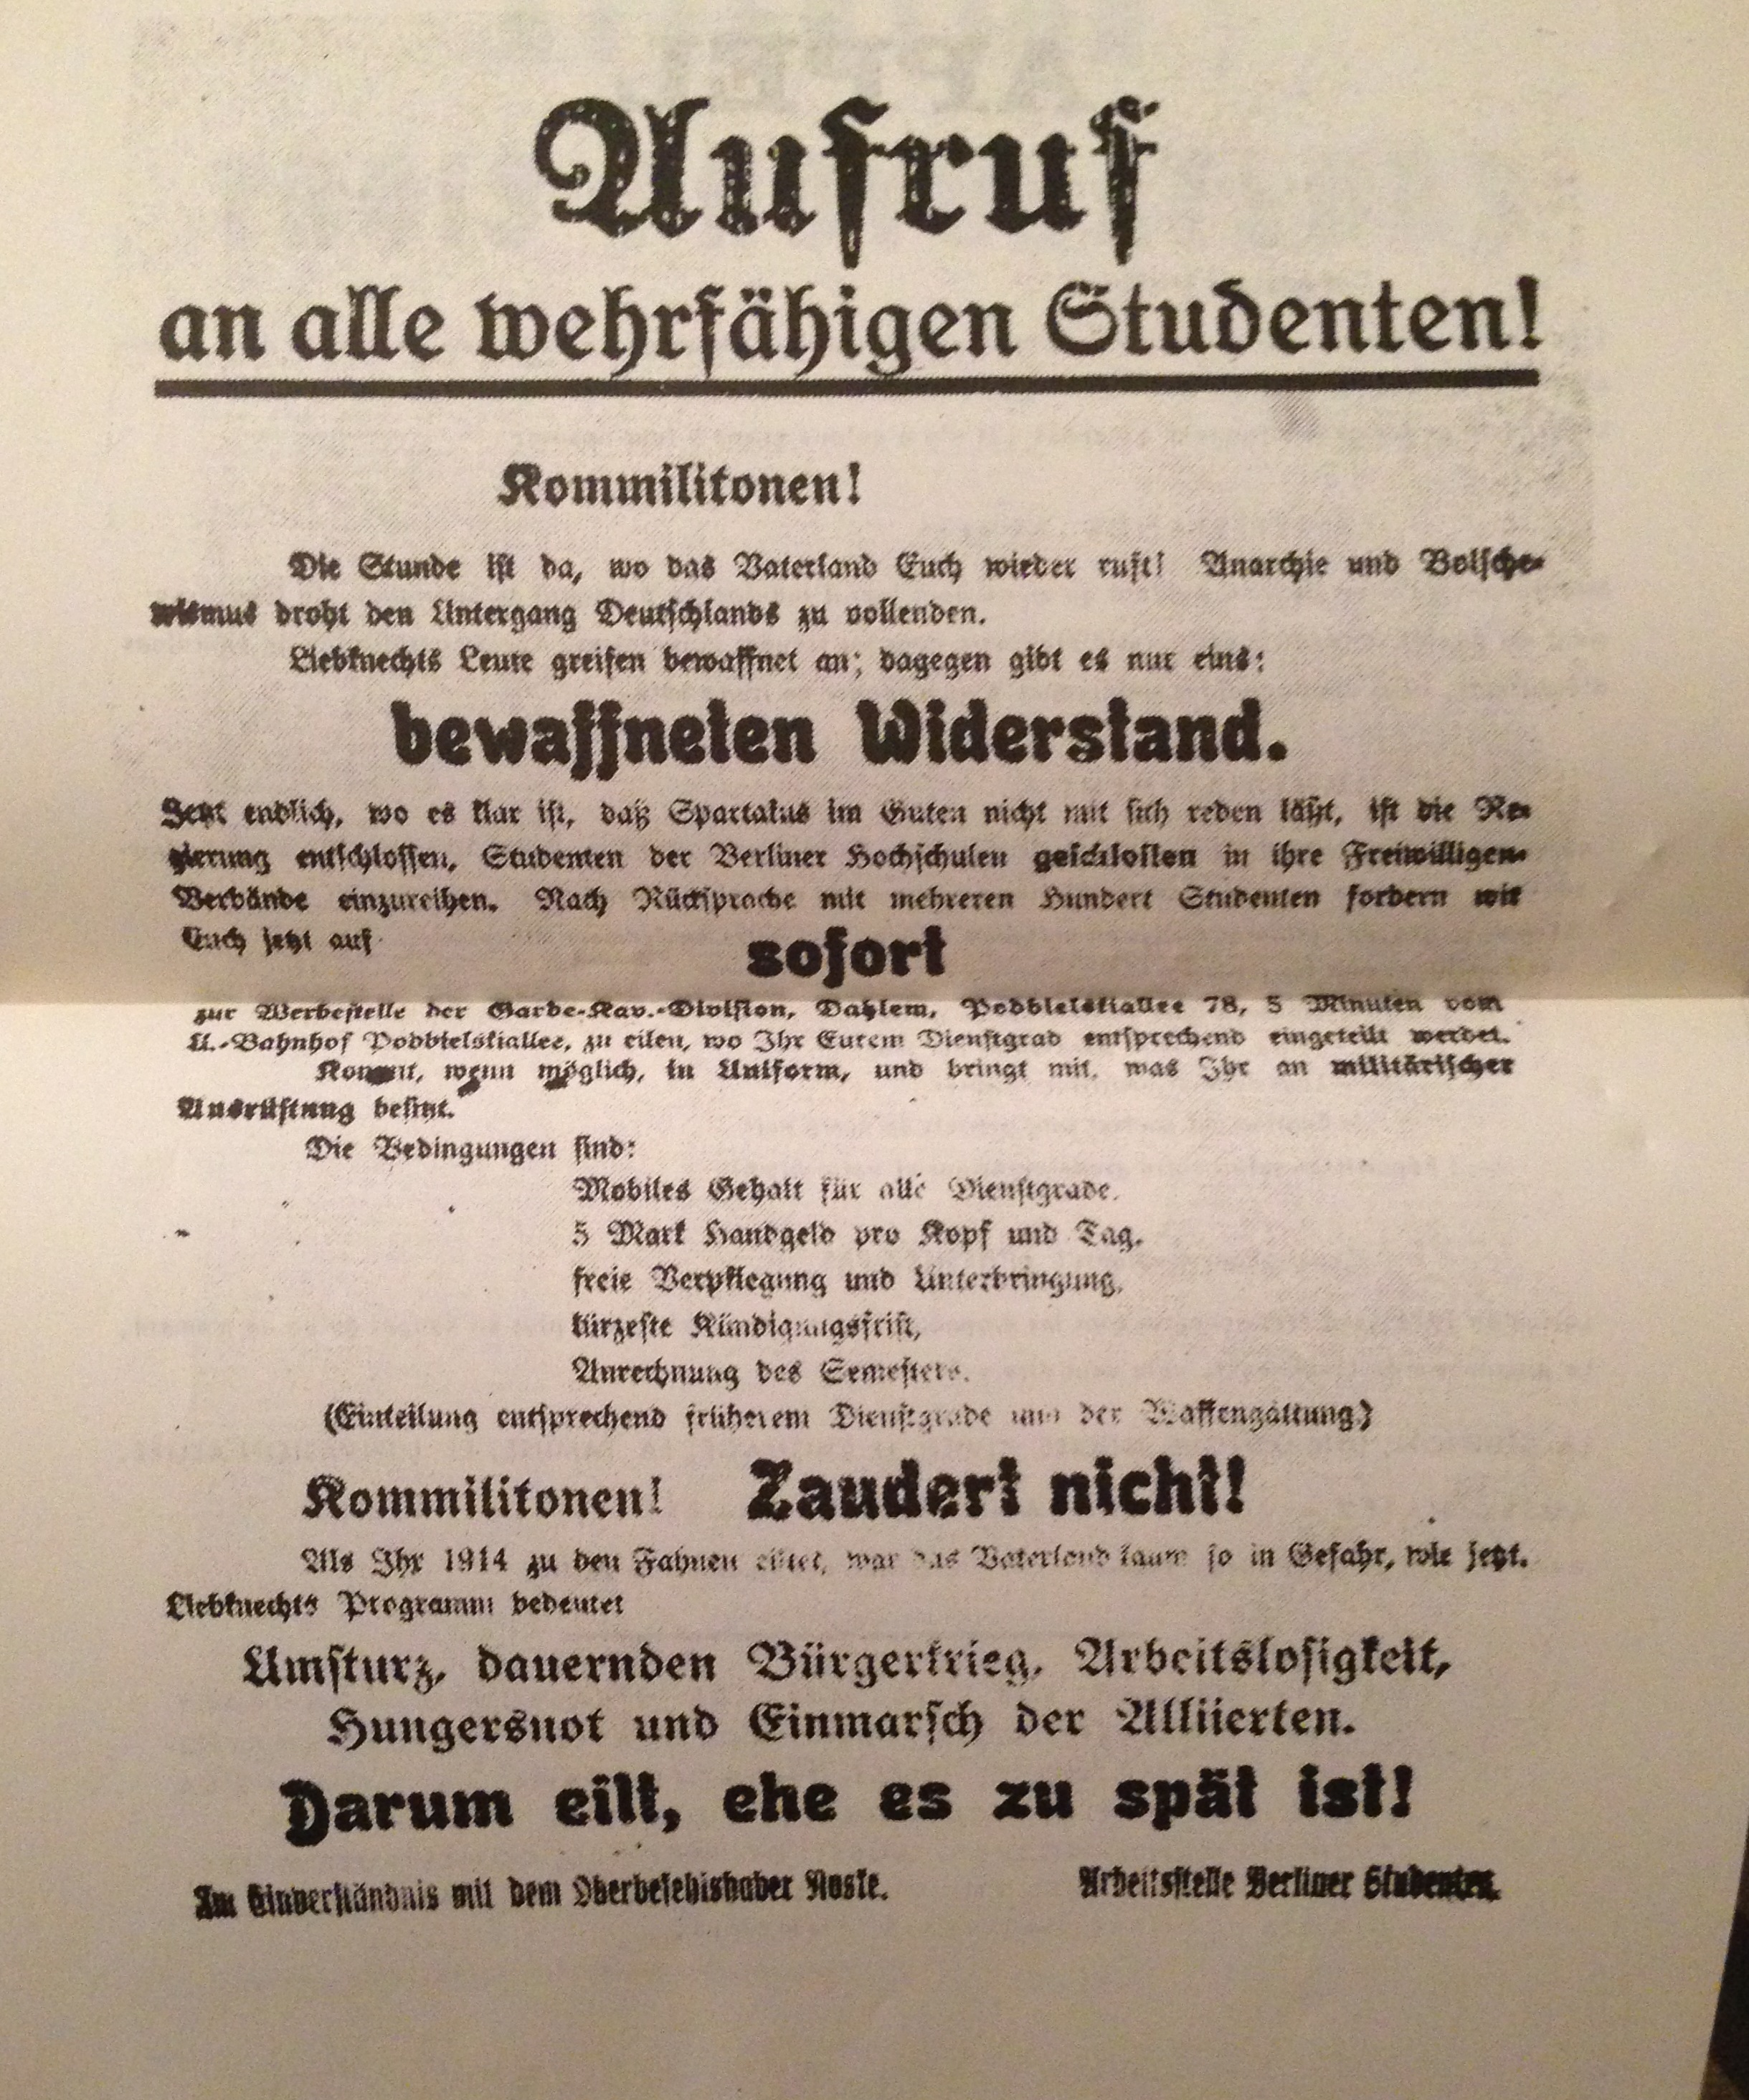 Aufruf
an alle wehrfähigen Studenten!
Kommilitonen!
Die Stunde ist da, wo das Vaterland Euch wieder ruft! Anarchie und Bolsche-
wismus droht den Untergang Deutschlands zu vollenden.
Liebknechts Leute greifen bewaffnet an; dagegen gibt es nur eins:
bewaffneten Widerstand.
Jetzt endlich, wo es klar ist, daß Spartakus im Guten nicht mit sich reden läßt, ist die Re-
gierung entschlossen, Studenten der Berliner Hochschulen geschlossen in ihre Freiwilligen-
Verbände einzureihen. Nach Rücksprache mit mehreren Hundert Studenten fordern wir
Euch jetzt auf
sofort
zur Werbestelle der Garde-Kav.-Division, Dahlem, Podbielskiallee 78, 5 Minuten vom
U.-Bahnhof Podbielskiallee, zu eilen, wo Ihr Eurem Dienstgrad entsprechend eingeteilt werdet.
Kommt, wenn möglich, in Uniform, und bringt mit, was Ihr an militärischer
Ausrüstung besitzt.
Die Bedingungen sind:
Mobiles Gehalt für alle Dienstgrade.
5 Mark Handgeld pro Kopf und Tag.
freie Verpflegung und Unterbringung,
kürzeste Kündigungsfrist,
Anrechnung des Semesters.
(Einteilung entsprechend früherem Dienstgrade und der Waffengattung)
Kommilitonen! Zaudert nicht!
Als Ihr 1914 zu den Fahnen eiltet, war das Vaterland kaum so in Gefahr, wie jetzt.
Liebknechts Programm bedeutet
Umsturz, dauernden Bürgerkrieg, Arbeitslosigkeit,
Hungersnot und Einmarsch der Alliierten.
Darum eilt, ehe es zu spät ist!
Im Einverständnis mit dem Oberbefehlshaber Noske. Arbeitsstelle Berliner Studenten.